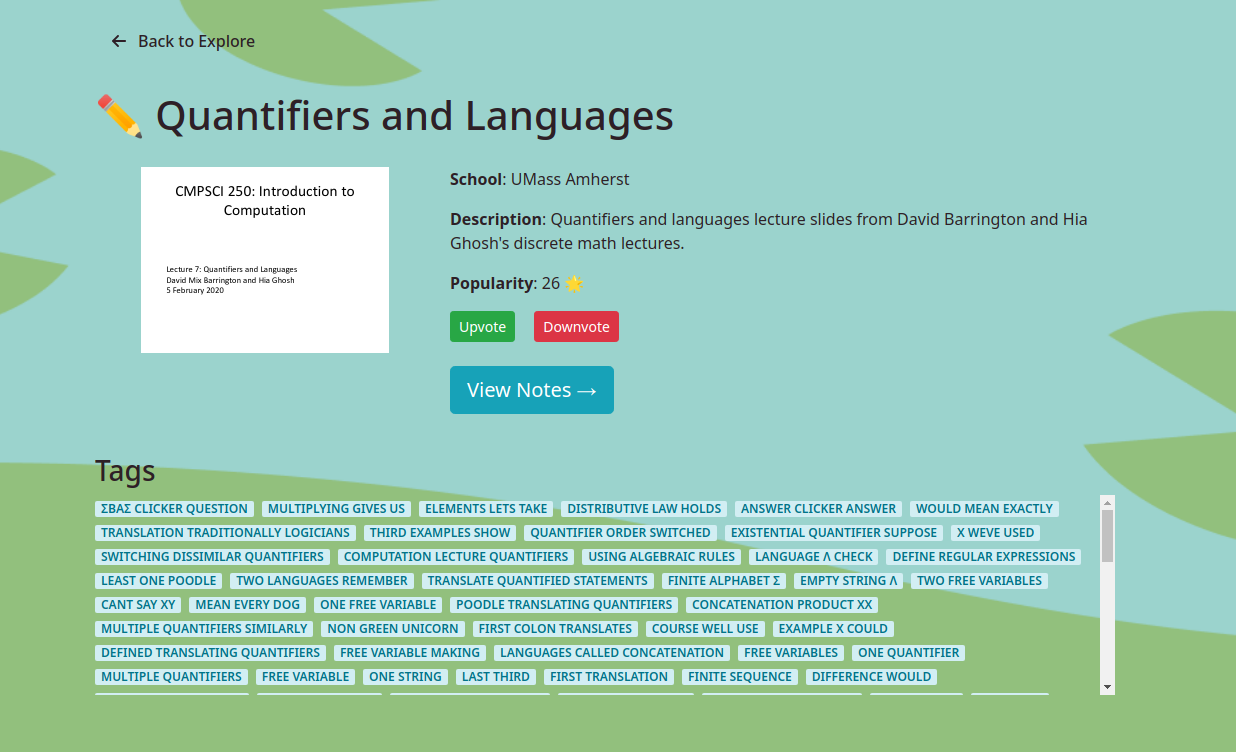 Back to Explore
Quantifiers and Languages
CMPSCI 250: Introduction to
Computation
Lecture 7: Quantifiers and Languages
David Mix Barrington and Hia Ghosh
5 February 2020
School: UMass Amherst
Description: Quantifiers and languages lecture slides from David Barrington and Hia
Ghosh's discrete math lectures.
Popularity: 26 🌟
Upvote Downvote
View Notes →
Tags
ΣΒΑΣ CLICKER QUESTION MULTIPLYING GIVES US ELEMENTS LETS TAKE DISTRIBUTIVE LAW HOLDS ANSWER CLICKER ANSWER WOULD MEAN EXACTLY
TRANSLATION TRADITIONALLY LOGICIANS THIRD EXAMPLES SHOW QUANTIFIER ORDER SWITCHED EXISTENTIAL QUANTIFIER SUPPOSE X WEVE USED
SWITCHING DISSIMILAR QUANTIFIERS COMPUTATION LECTURE QUANTIFIERS USING ALGEBRAIC RULES LANGUAGE Λ CHECK DEFINE REGULAR EXPRESSIONS
LEAST ONE POODLE TWO LANGUAGES REMEMBER TRANSLATE QUANTIFIED STATEMENTS FINITE ALPHABET Σ EMPTY STRING Λ TWO FREE VARIABLES
CANT SAY XY MEAN EVERY DOG ONE FREE VARIABLE POODLE TRANSLATING QUANTIFIERS CONCATENATION PRODUCT XX
MULTIPLE QUANTIFIERS SIMILARLY NON GREEN UNICORN FIRST COLON TRANSLATES COURSE WELL USE EXAMPLE X COULD
DEFINED TRANSLATING QUANTIFIERS FREE VARIABLE MAKING LANGUAGES CALLED CONCATENATION FREE VARIABLES ONE QUANTIFIER
MULTIPLE QUANTIFIERS FREE VARIABLE ONE STRING LAST THIRD FIRST TRANSLATION FINITE SEQUENCE DIFFERENCE WOULD